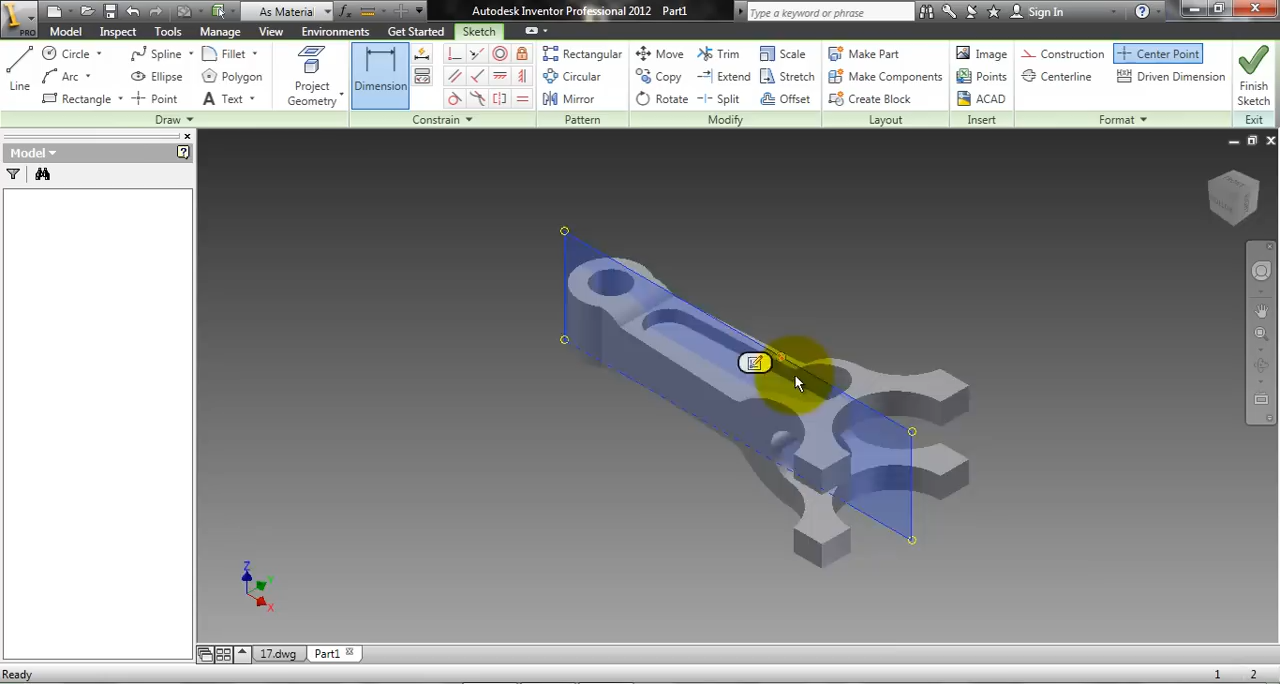 PRO
As Material
Autodesk Inventor Professional 2012 Part1
Type a keyword or phrase
Sign In
Model Inspect Tools Manage View Environments Get Started Sketch
Line
Circle
Arc
Rectangle
Spline
Ellipse
Point
Fillet
Polygon
A Text
Project Geometry
Draw
Dimension
Constrain
Rectangular
Circular
Mirror
Pattern
Move
Copy
Rotate
Trim
Extend
Split
Scale
Stretch
Offset
Modify
Make Part
Make Components
Create Block
Layout
Image
Points
ACAD
Insert
Construction
Centerline
Center Point
Driven Dimension
Format
Finish Sketch
Exit
Model
Z
Y
X
17.dwg
Part1
Ready
1 2